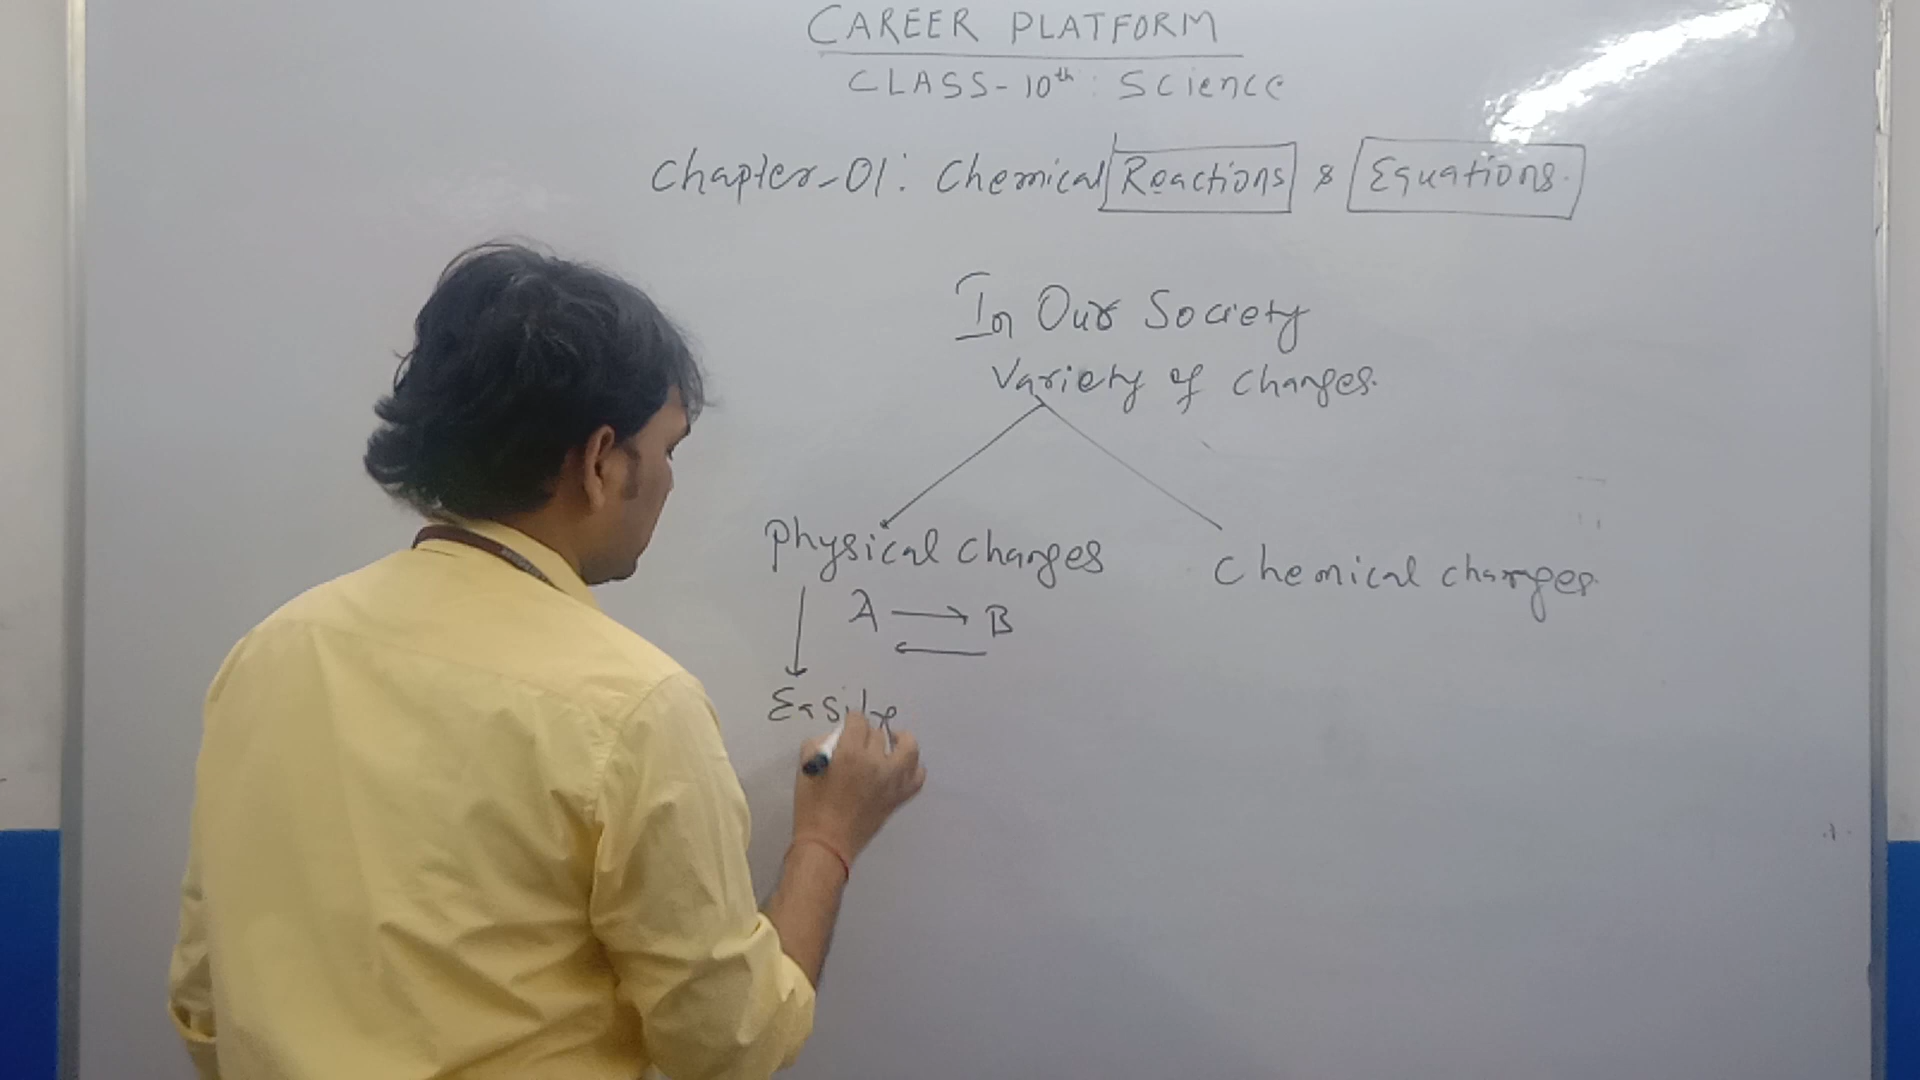 CAREER PLATFORM
CLASS-10th: Science
Chapter-01: Chemical Reactions & Equations.
In Our Society
Variety of changes.
Physical changes
Chemical changes.
A → B
←
Easily